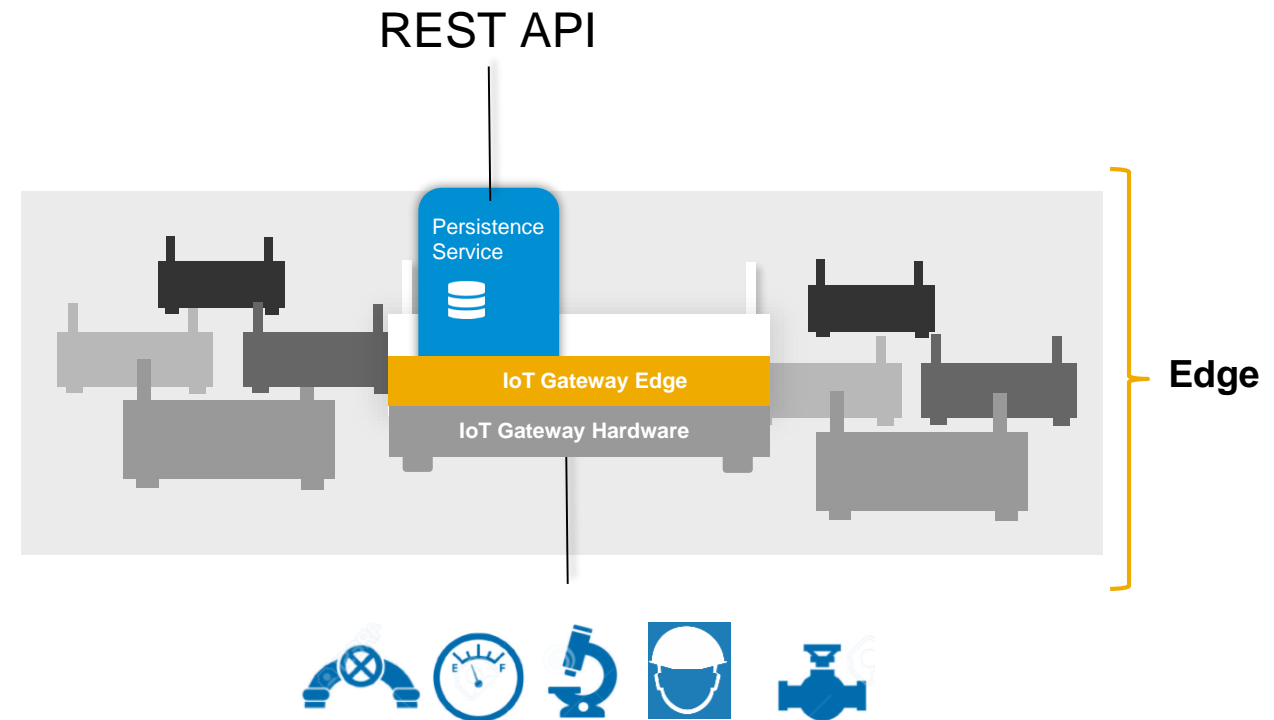 REST API
Persistence
Service
IoT Gateway Edge
IoT Gateway Hardware
Edge
E F